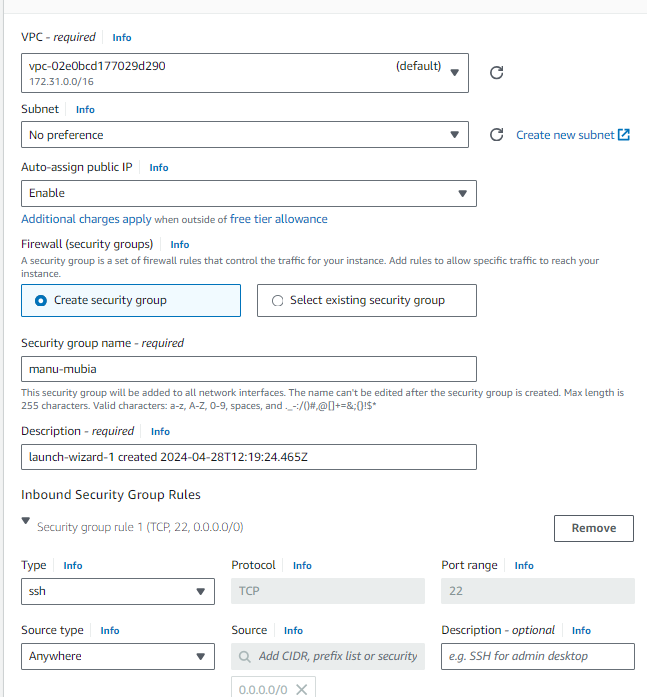 VPC - required Info
vpc-02e0bcd177029d290 (default)
172.31.0.0/16
Subnet Info
No preference Create new subnet
Auto-assign public IP Info
Enable
Additional charges apply when outside of free tier allowance
Firewall (security groups) Info
A security group is a set of firewall rules that control the traffic for your instance. Add rules to allow specific traffic to reach your
instance.
Create security group Select existing security group
Security group name - required
manu-mubia
This security group will be added to all network interfaces. The name can't be edited after the security group is created. Max length is
255 characters. Valid characters: a-z, A-Z, 0-9, spaces, and ._-:/()#,@[]+=&;{}!$*
Description - required Info
launch-wizard-1 created 2024-04-28T12:19:24.465Z
Inbound Security Group Rules
Security group rule 1 (TCP, 22, 0.0.0.0/0) Remove
Type Info Protocol Info Port range Info
ssh TCP 22
Source type Info Source Info Description - optional Info
Anywhere Add CIDR, prefix list or security e.g. SSH for admin desktop
0.0.0.0/0